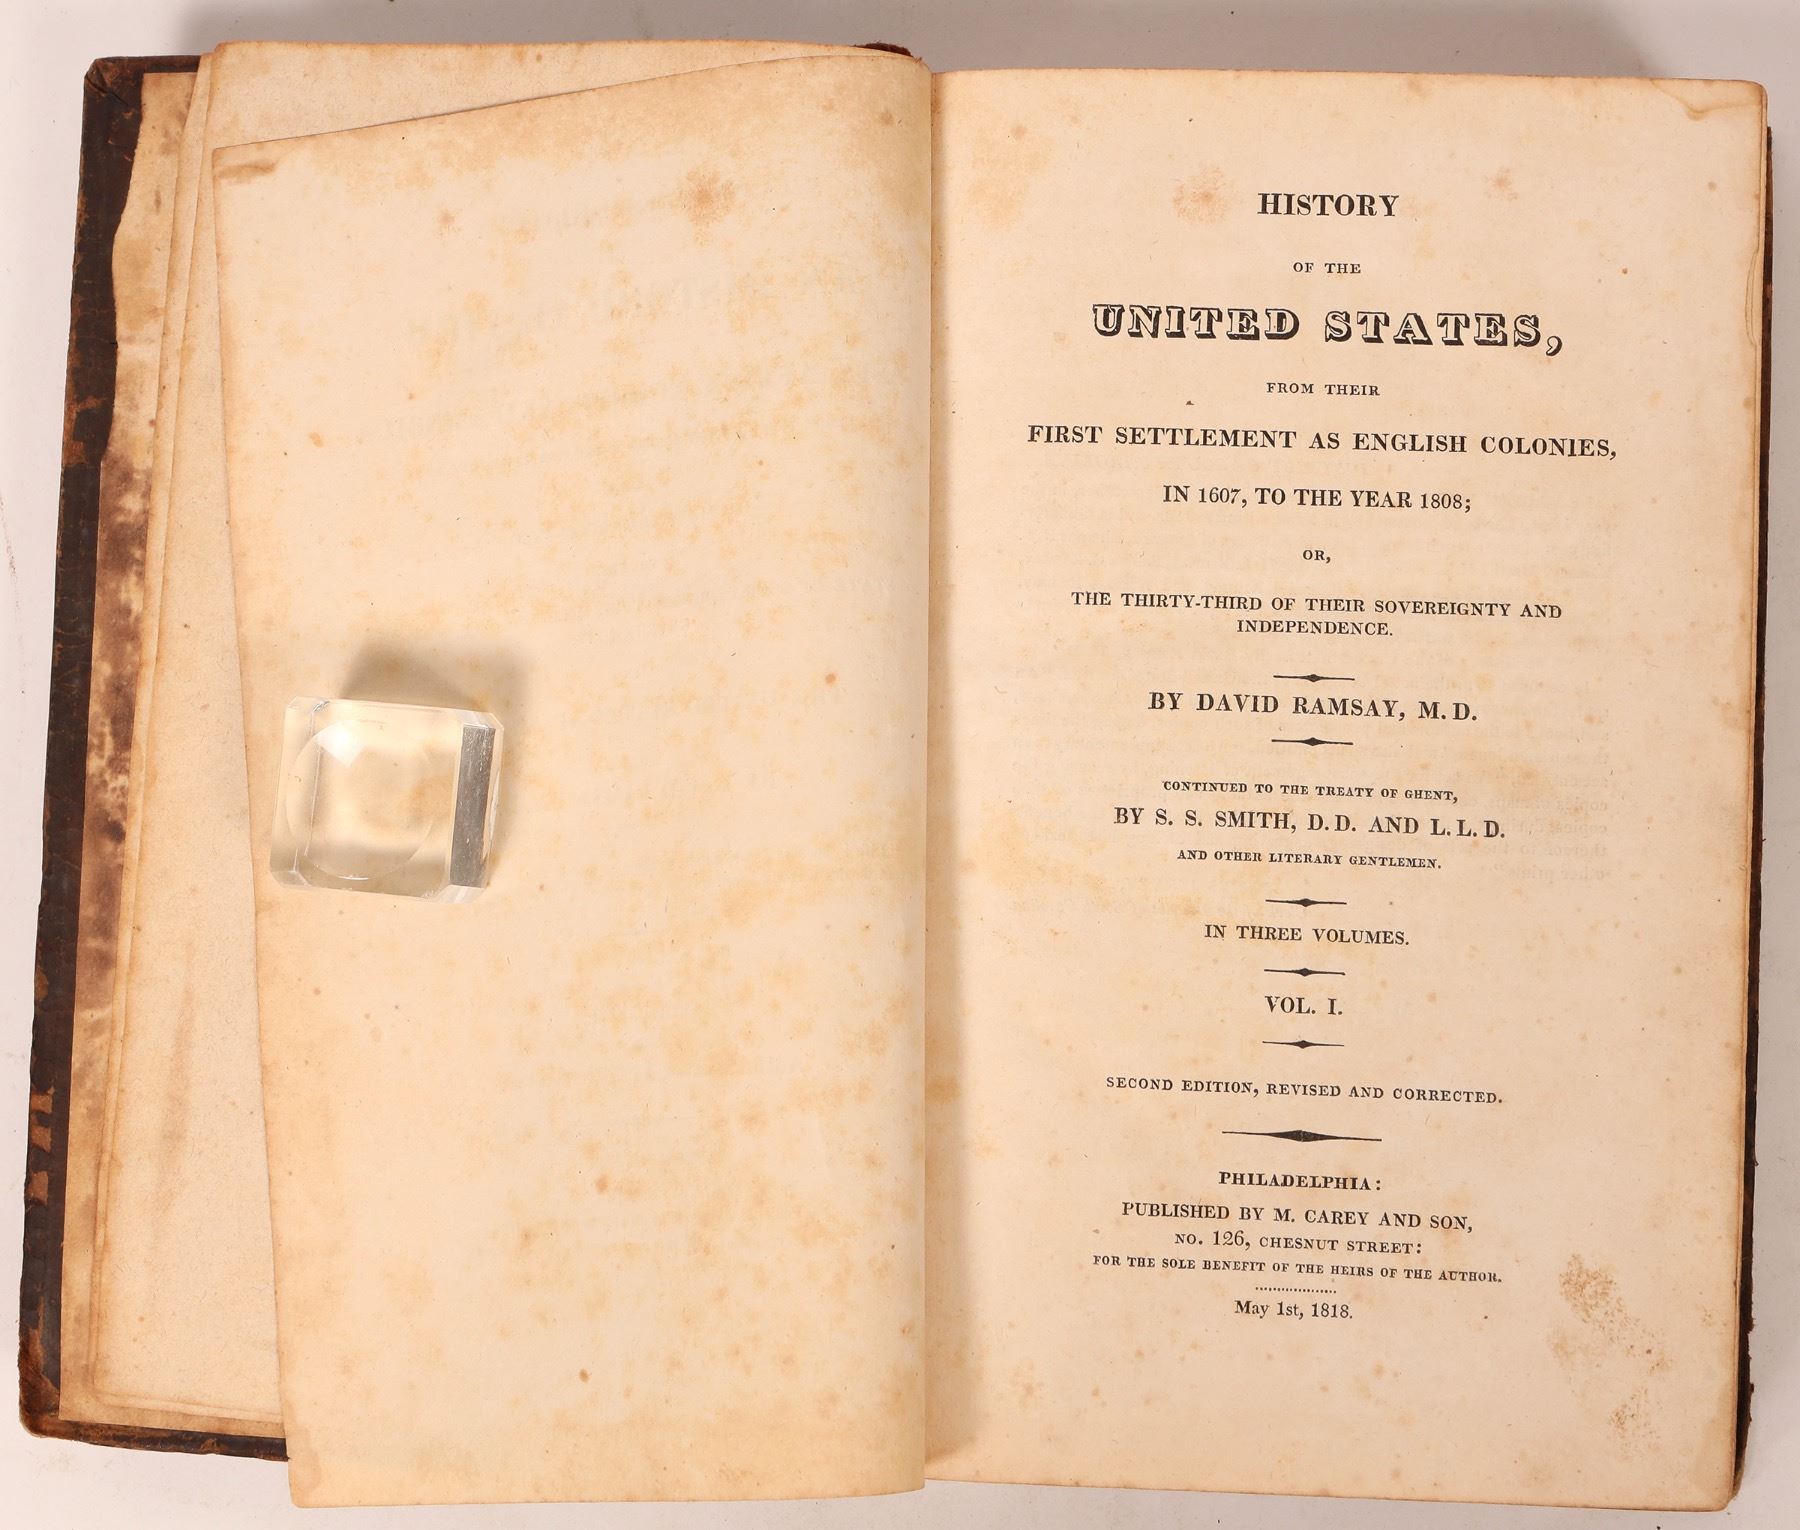 HISTORY
OF THE
UNITED STATES,
FROM THEIR
FIRST SETTLEMENT AS ENGLISH COLONIES,
IN 1607, TO THE YEAR 1808;
OR,
THE THIRTY-THIRD OF THEIR SOVEREIGNTY AND
INDEPENDENCE.
BY DAVID RAMSAY, M.D.
CONTINUED TO THE TREATY OF GHENT,
BY S. S. SMITH, D.D. AND L.L.D.
AND OTHER LITERARY GENTLEMEN.
IN THREE VOLUMES.
VOL. I.
SECOND EDITION, REVISED AND CORRECTED.
PHILADELPHIA:
PUBLISHED BY M. CAREY AND SON,
NO. 126, CHESNUT STREET:
FOR THE SOLE BENEFIT OF THE HEIRS OF THE AUTHOR.
May 1st, 1818.